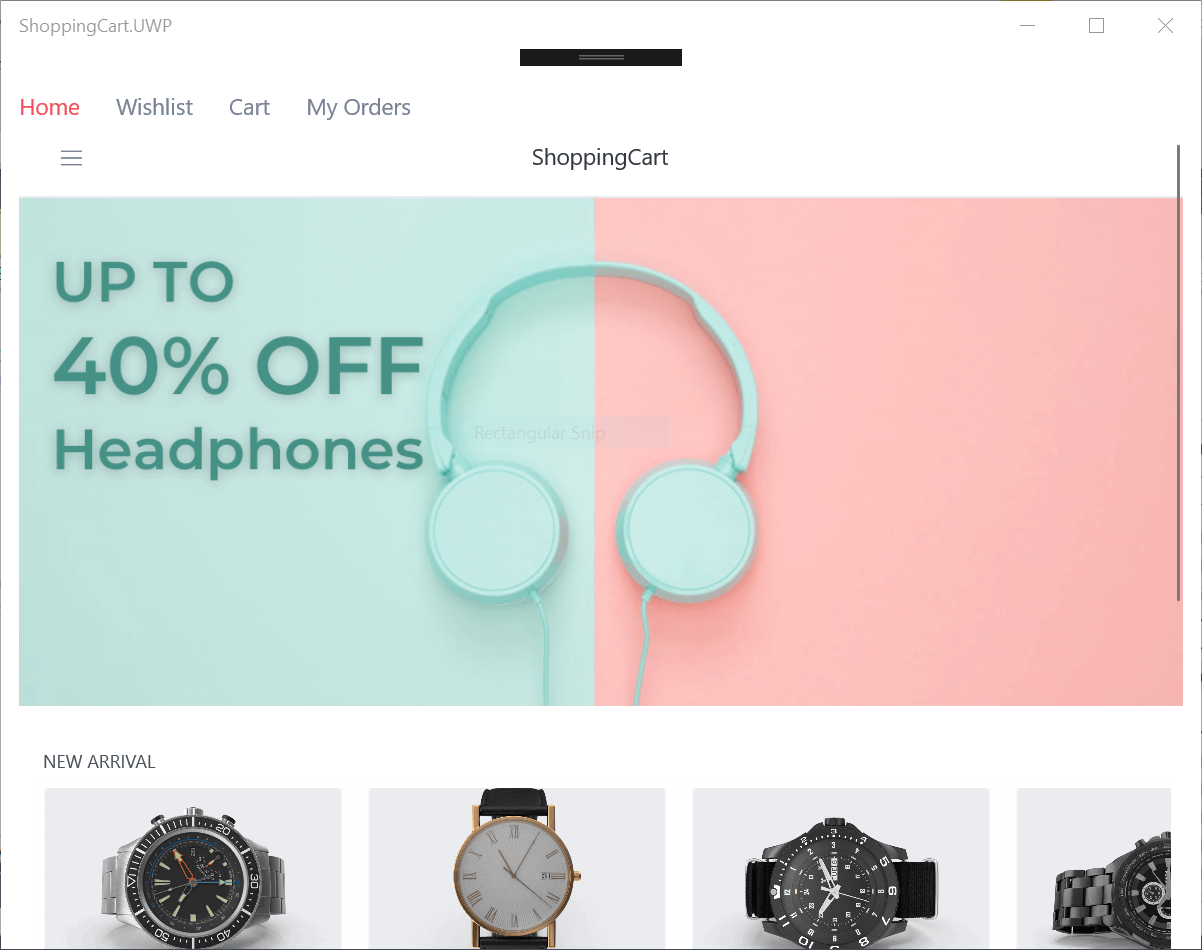 ShoppingCart.UWP
Home Wishlist Cart My Orders
ShoppingCart
UP TO
40% OFF
Headphones
Rectangular Snip
NEW ARRIVAL